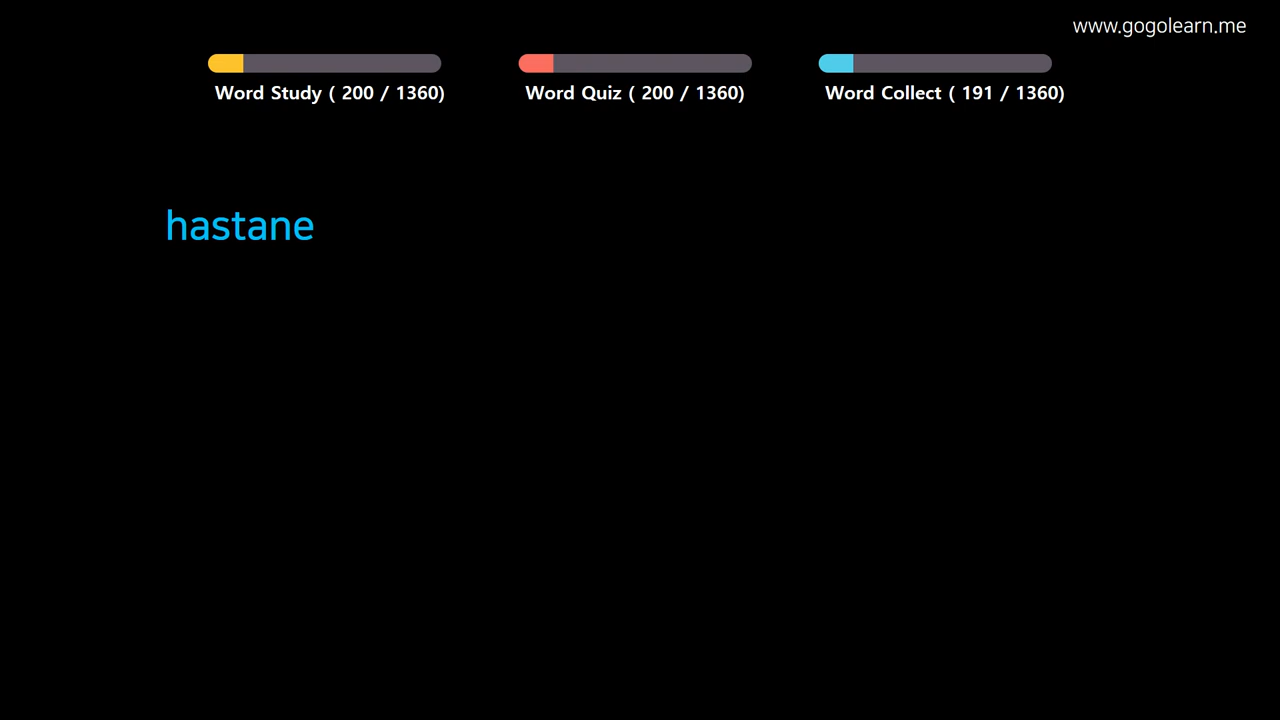 www.gogolearn.me
Word Study ( 200 / 1360)
Word Quiz ( 200 / 1360)
Word Collect ( 191 / 1360)
hastane